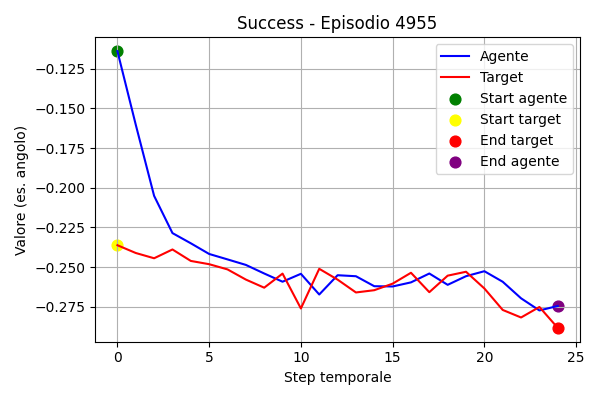 Success - Episodio 4955
Valore (es. angolo)
−0.125
−0.150
−0.175
−0.200
−0.225
−0.250
−0.275
0
5
10
15
20
25
Step temporale
Agente
Target
Start agente
Start target
End target
End agente